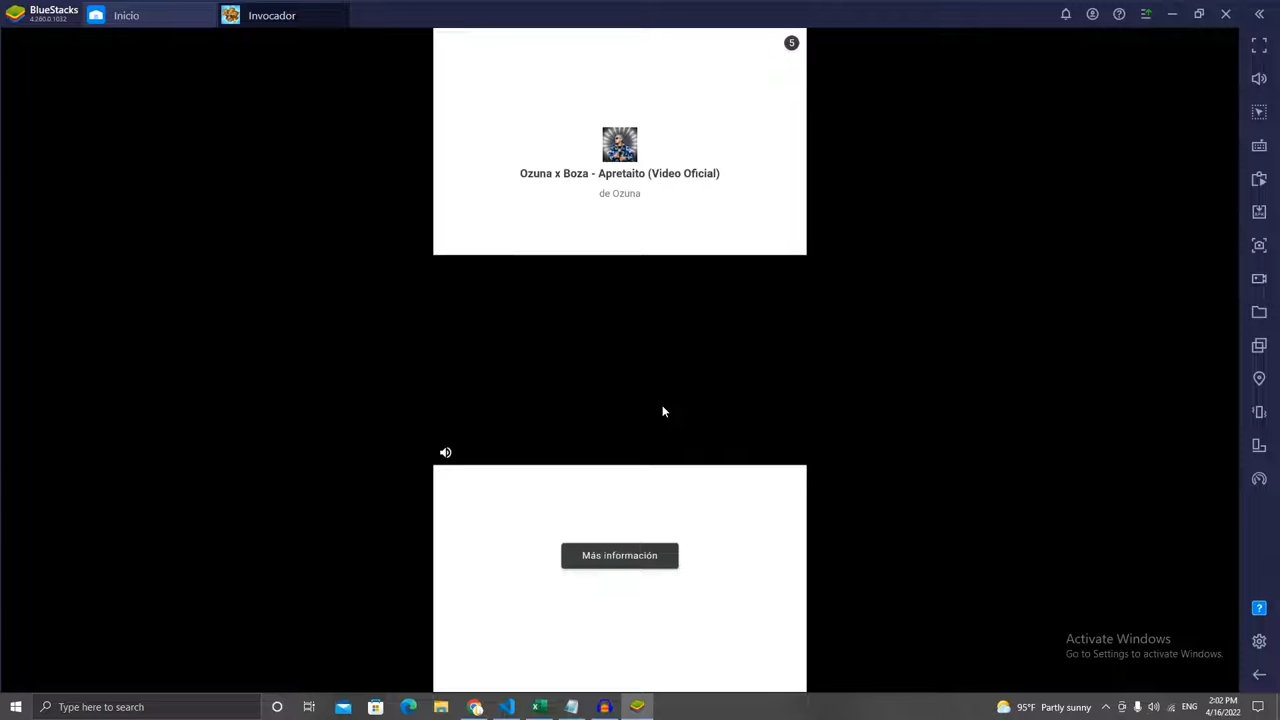 BlueStacks
4.280.0.1032
Inicio
Invocador
5
Ozuna x Boza - Apretaito (Video Oficial)
de Ozuna
Más información
?
Activate Windows
Go to Settings to activate Windows.
Type here to search
95°F Partly sunny
ENG
2:02 PM
4/16/2022